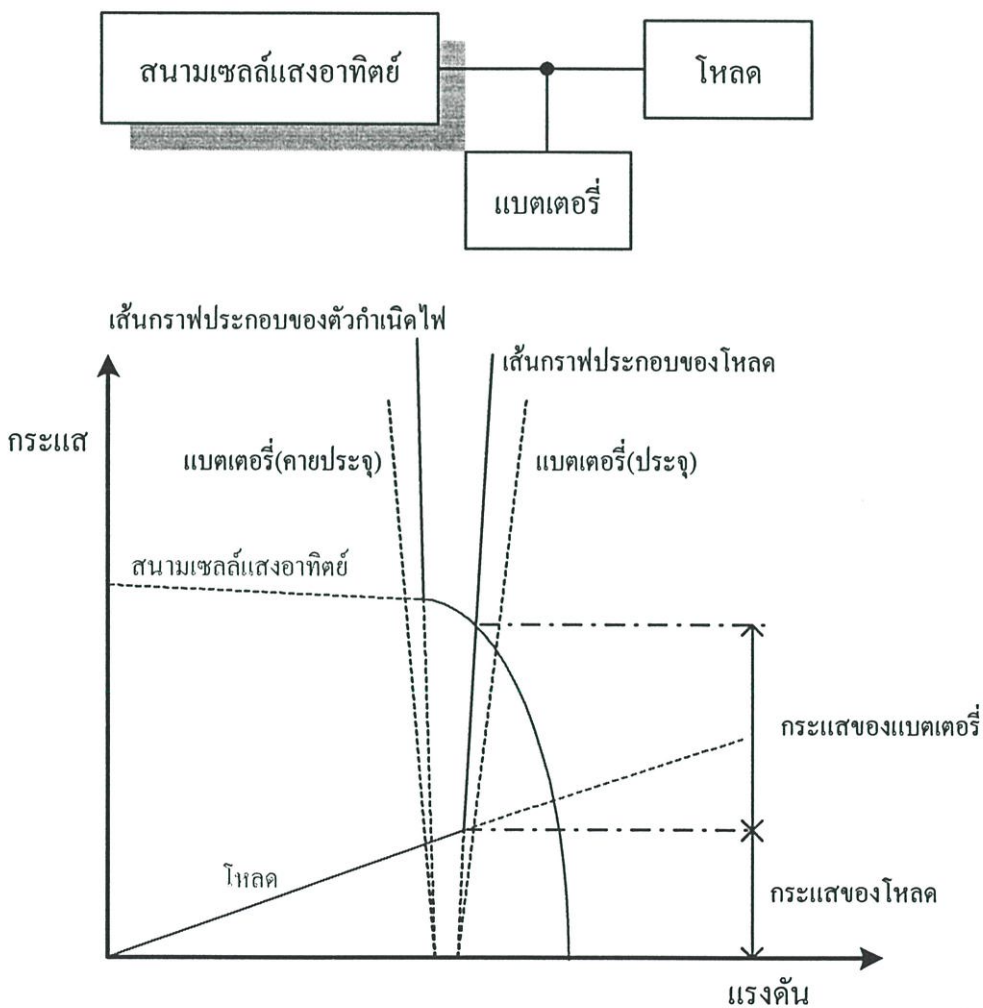 สนามเซลล์แสงอาทิตย์
โหลด
แบตเตอรี่
เส้นกราฟประกอบของตัวกำเนิดไฟ
เส้นกราฟประกอบของโหลด
กระแส
แบตเตอรี่(คายประจุ)
แบตเตอรี่(ประจุ)
สนามเซลล์แสงอาทิตย์
กระแสของแบตเตอรี่
โหลด
กระแสของโหลด
แรงดัน